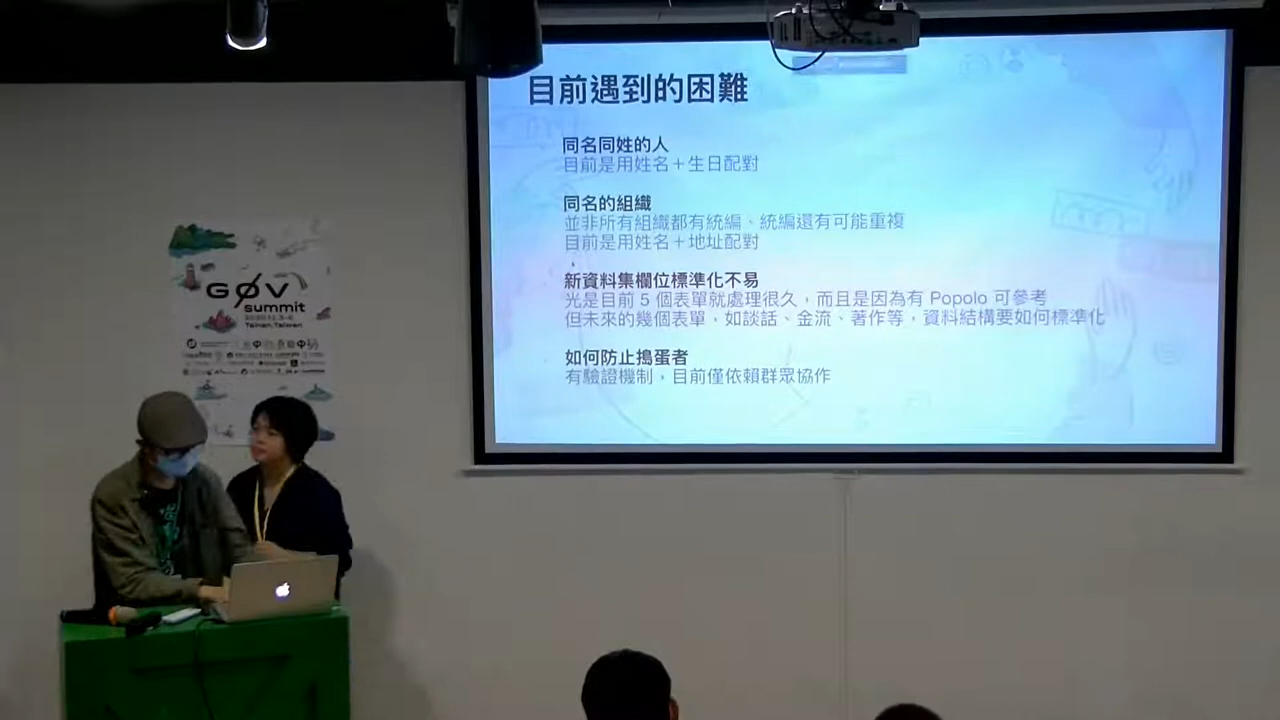 目前遇到的困難
同名同姓的人
目前是用姓名＋生日配對
同名的組織
並非所有組織都有統編、統編還有可能重複
目前是用姓名＋地址配對
新資料集欄位標準化不易
光是目前 5 個表單就處理很久，而且是因為有 Popolo 可參考
但未來的幾個表單，如談話、金流、著作等，資料結構要如何標準化
如何防止搗蛋者
有驗證機制，目前僅依賴群眾協作
GØV
summit
Tainan, Taiwan